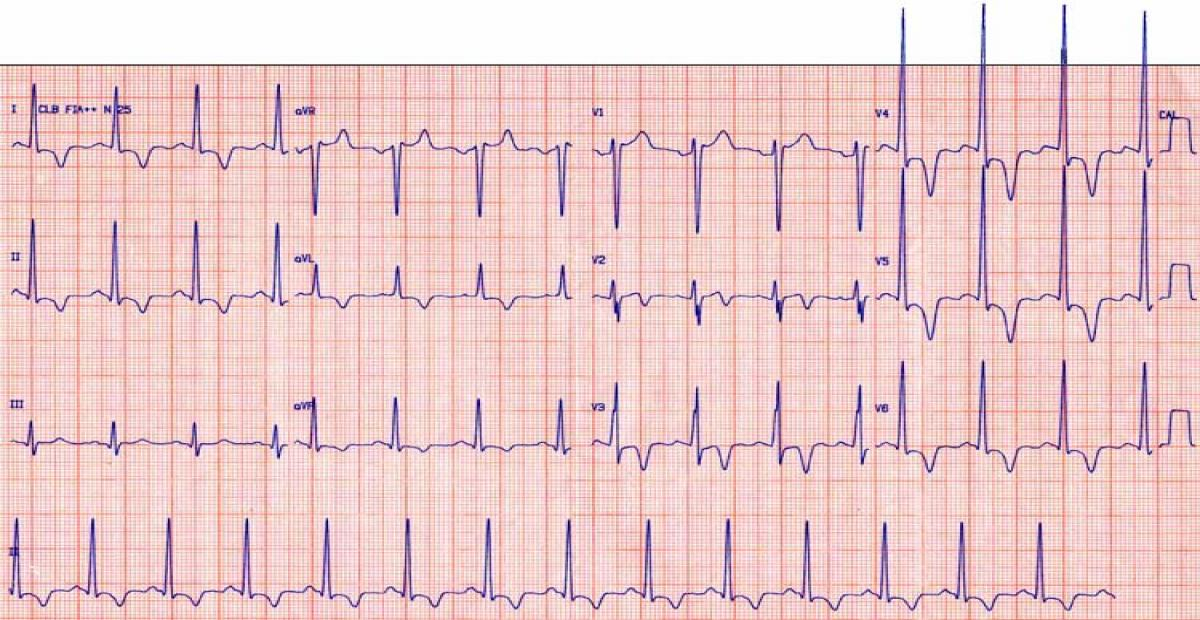 I CLB FIA++ N 25 aVR V1 V4 CAL
II aVL V2 V5
III aVF V3 V6
II